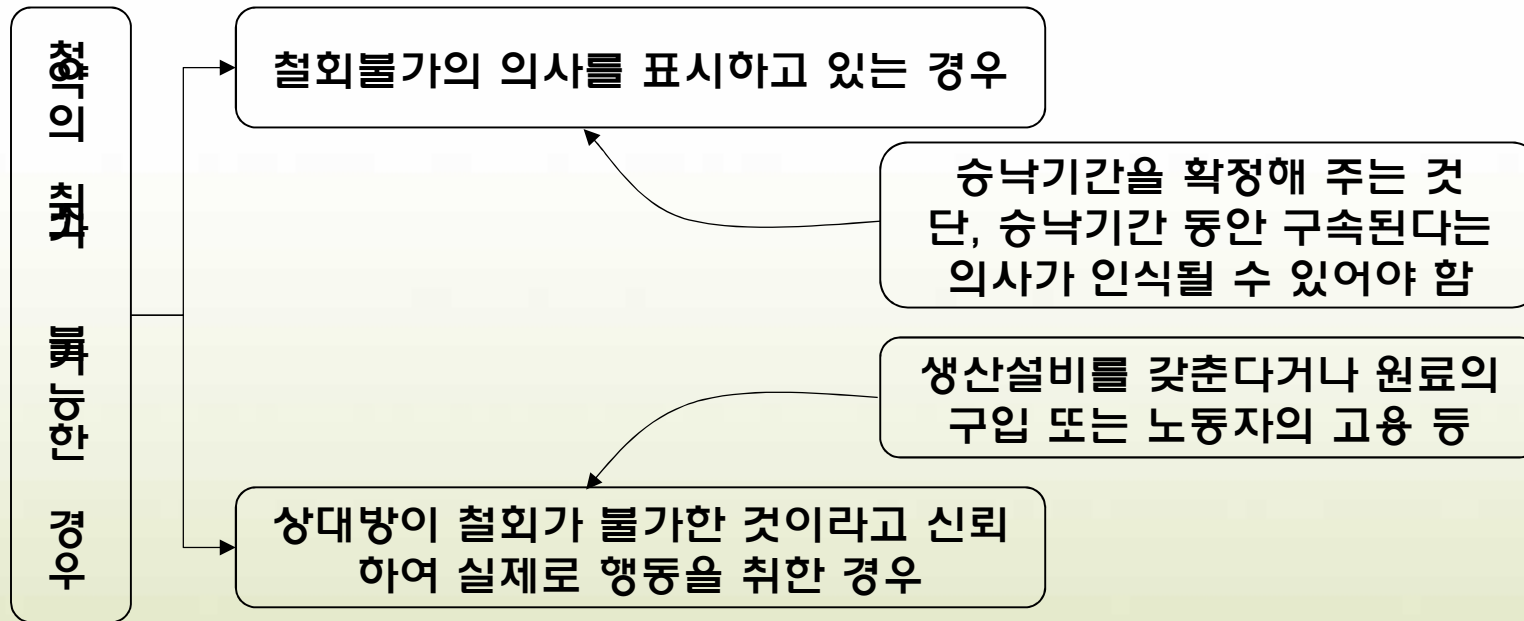 청약의 취소가 불가능한 경우
철회불가의 의사를 표시하고 있는 경우
승낙기간을 확정해 주는 것
단, 승낙기간 동안 구속된다는
의사가 인식될 수 있어야 함
생산설비를 갖춘다거나 원료의
구입 또는 노동자의 고용 등
상대방이 철회가 불가한 것이라고 신뢰
하여 실제로 행동을 취한 경우